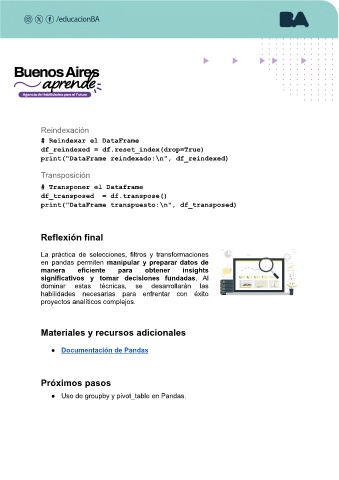 /educacionBA
BA
Buenos Aires
aprende
Agencia de Habilidades para el Futuro
Reindexación
# Reindexar el DataFrame
df_reindexed = df.reset_index(drop=True)
print("DataFrame reindexado:\n", df_reindexed)
Transposición
# Transponer el Dataframe
df_transposed  = df.transpose()
print("DataFrame transpuesto:\n", df_transposed)
Reflexión final
La práctica de selecciones, filtros y transformaciones
en pandas permiten manipular y preparar datos de
manera eficiente para obtener insights
significativos y tomar decisiones fundadas. Al
dominar estas técnicas, se desarrollarán las
habilidades necesarias para enfrentar con éxito
proyectos analíticos complejos.
Materiales y recursos adicionales
● Documentación de Pandas
Próximos pasos
● Uso de groupby y pivot_table en Pandas.